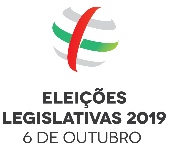 ELEIÇÕES
LEGISLATIVAS 2019
6 DE OUTUBRO